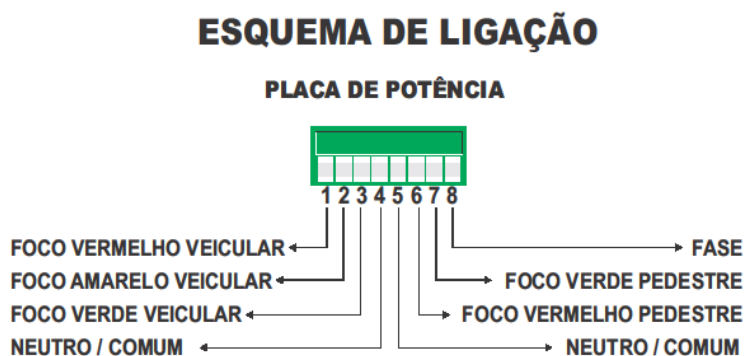 ESQUEMA DE LIGAÇÃO
PLACA DE POTÊNCIA
1 2 3 4 5 6 7 8
FOCO VERMELHO VEICULAR
FASE
FOCO AMARELO VEICULAR
FOCO VERDE PEDESTRE
FOCO VERDE VEICULAR
FOCO VERMELHO PEDESTRE
NEUTRO / COMUM
NEUTRO / COMUM